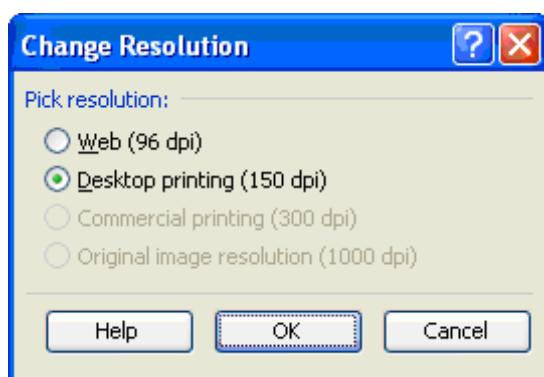 Change Resolution
?
Pick resolution:
Web (96 dpi)
Desktop printing (150 dpi)
Commercial printing (300 dpi)
Original image resolution (1000 dpi)
Help
OK
Cancel